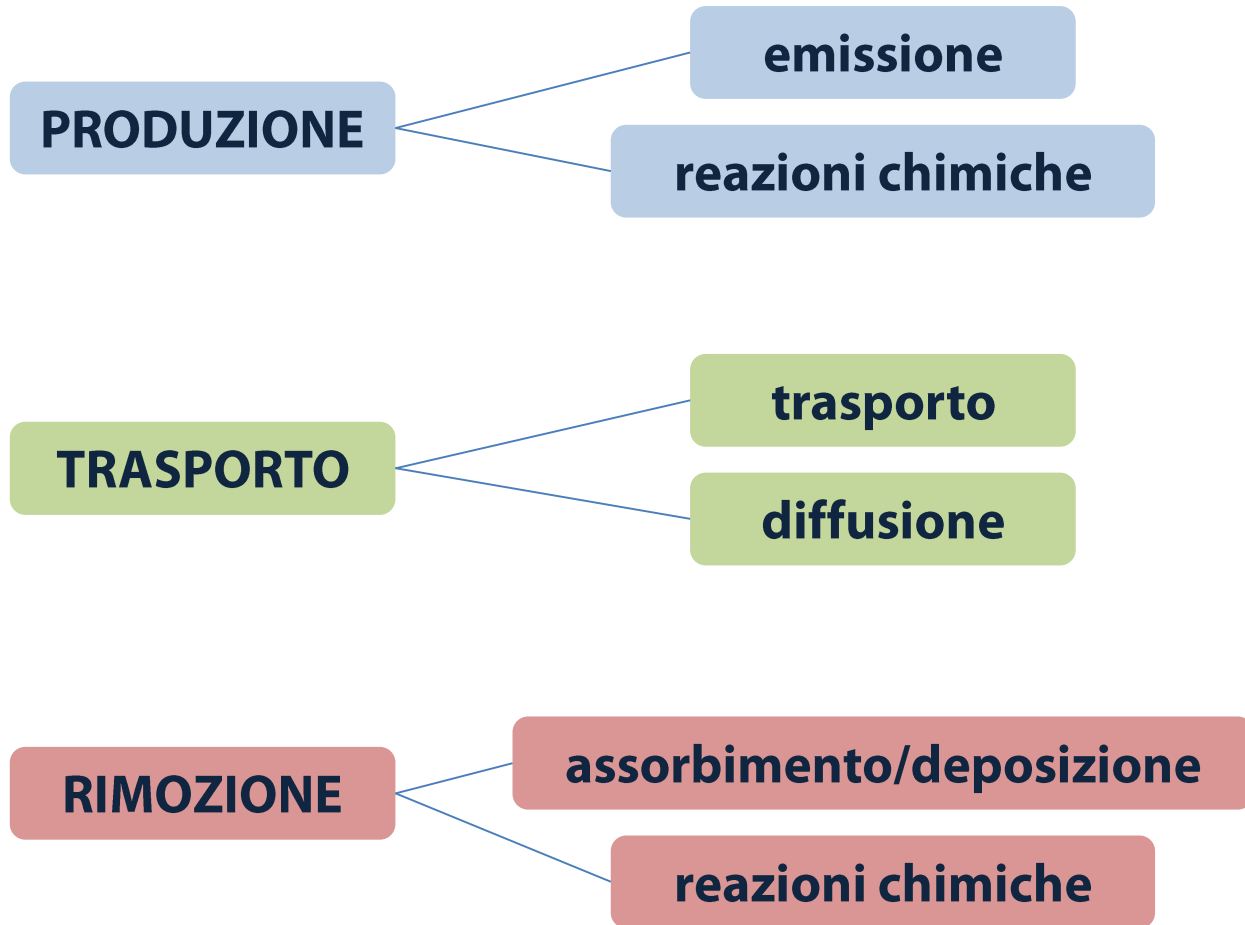 PRODUZIONE
emissione
reazioni chimiche
TRASPORTO
trasporto
diffusione
RIMOZIONE
assorbimento/deposizione
reazioni chimiche